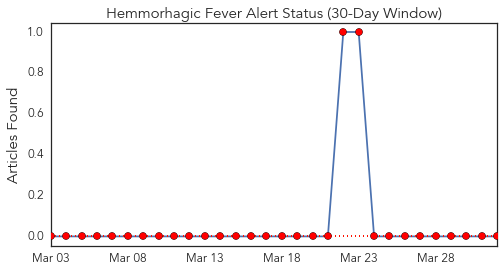 Hemmorhagic Fever Alert Status (30-Day Window)
Articles Found
1.0
0.8
0.6
0.4
0.2
0.0
Mar 03 Mar 08 Mar 13 Mar 18 Mar 23 Mar 28